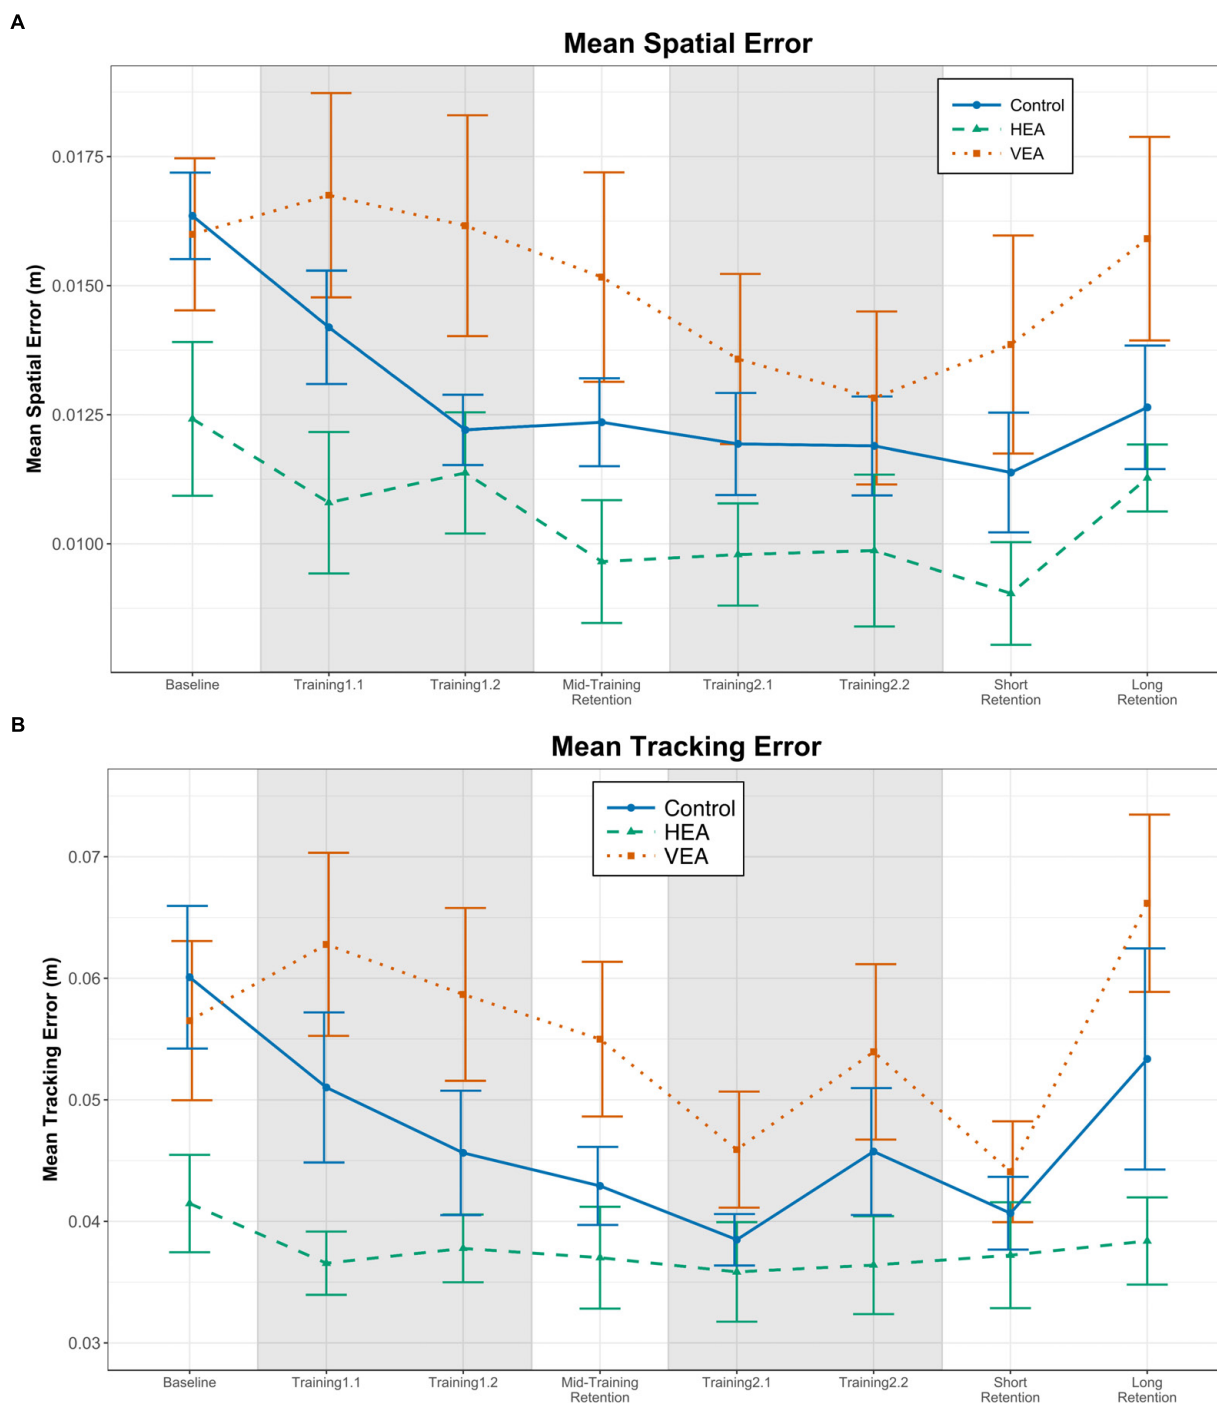 A
Mean Spatial Error
Control
HEA
VEA
0.0175
0.0150
0.0125
0.0100
Mean Spatial Error (m)
Baseline
Training1.1
Training1.2
Mid-Training
Retention
Training2.1
Training2.2
Short
Retention
Long
Retention
B
Mean Tracking Error
Control
HEA
VEA
0.07
0.06
0.05
0.04
0.03
Mean Tracking Error (m)
Baseline
Training1.1
Training1.2
Mid-Training
Retention
Training2.1
Training2.2
Short
Retention
Long
Retention